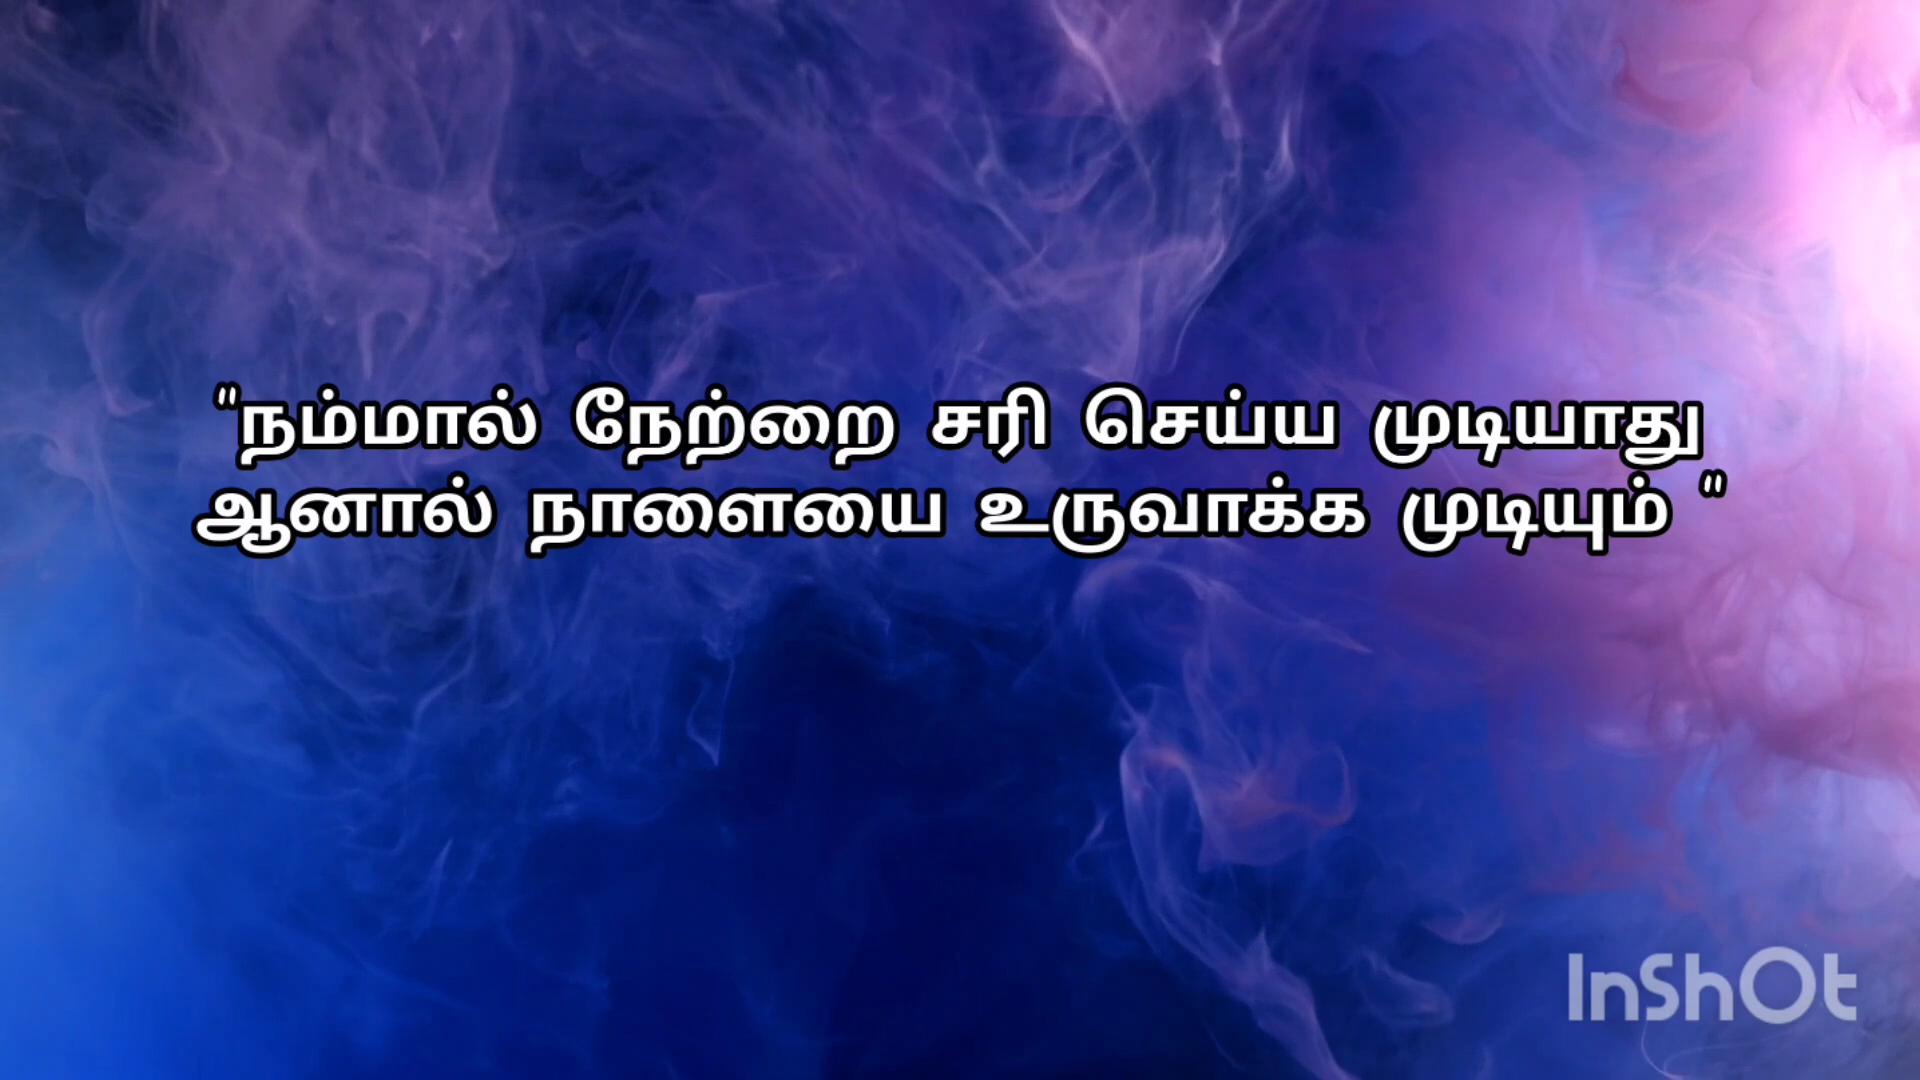 "நம்மால் நேற்றை சரி செய்ய முடியாது
ஆனால் நாளையை உருவாக்க முடியும் "
InShOt